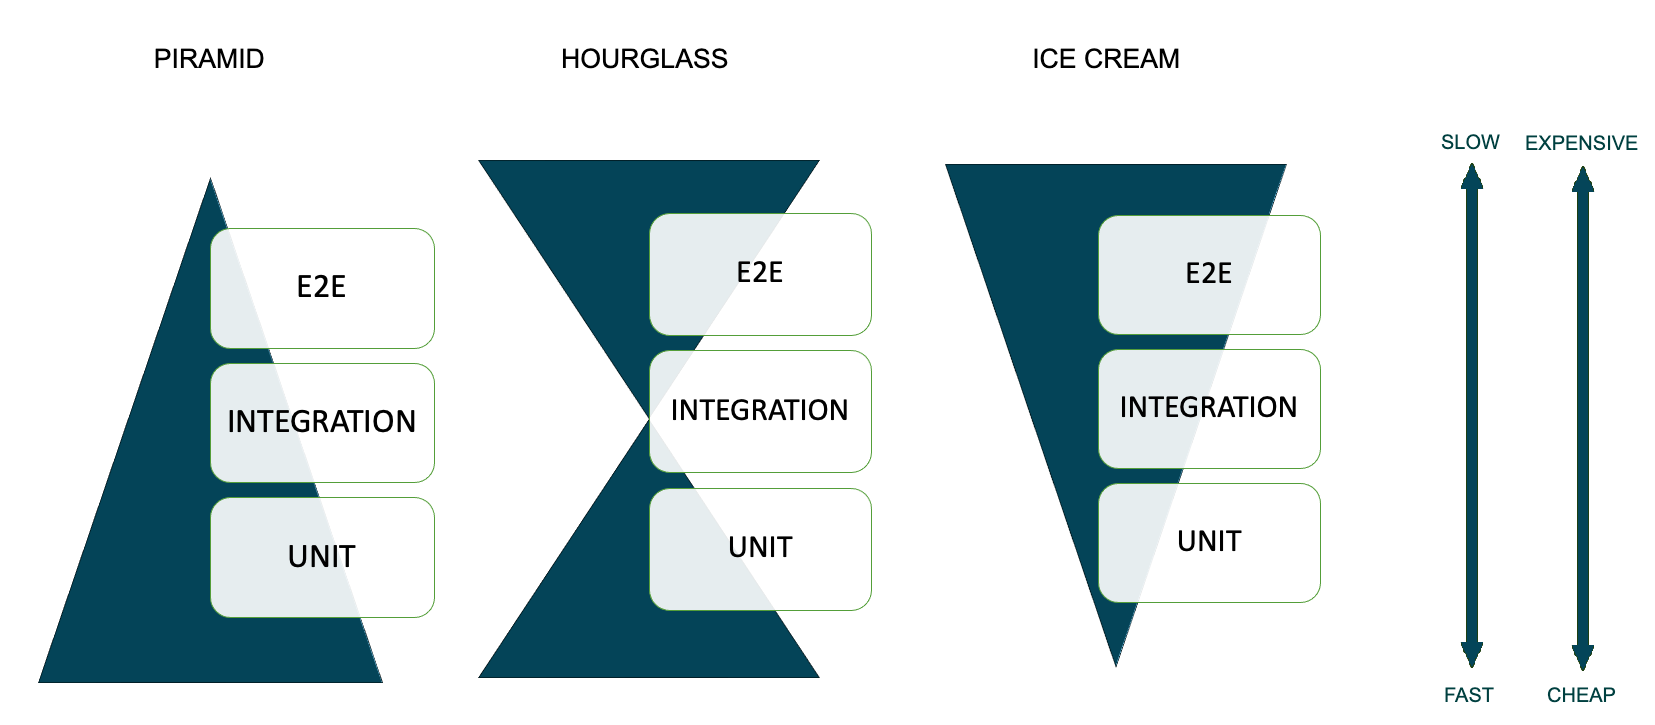 PIRAMID
HOURGLASS
ICE CREAM
SLOW
EXPENSIVE
E2E
INTEGRATION
UNIT
E2E
INTEGRATION
UNIT
E2E
INTEGRATION
UNIT
FAST
CHEAP